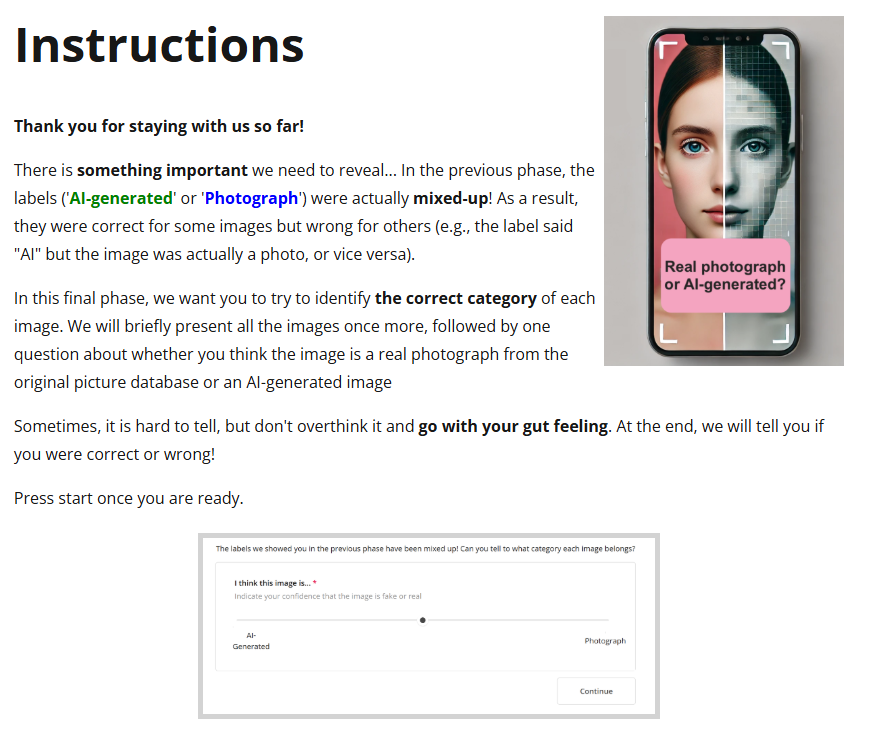 Instructions
Thank you for staying with us so far!
There is something important we need to reveal... In the previous phase, the
labels ('AI-generated' or 'Photograph') were actually mixed-up! As a result,
they were correct for some images but wrong for others (e.g., the label said
"AI" but the image was actually a photo, or vice versa).
In this final phase, we want you to try to identify the correct category of each
image. We will briefly present all the images once more, followed by one
question about whether you think the image is a real photograph from the
original picture database or an AI-generated image
Sometimes, it is hard to tell, but don't overthink it and go with your gut feeling. At the end, we will tell you if
you were correct or wrong!
Press start once you are ready.
Real photograph
or AI-generated?
The labels we showed you in the previous phase have been mixed up! Can you tell to what category each image belongs?
I think this image is... *
Indicate your confidence that the image is fake or real
AI-
Generated
Photograph
Continue